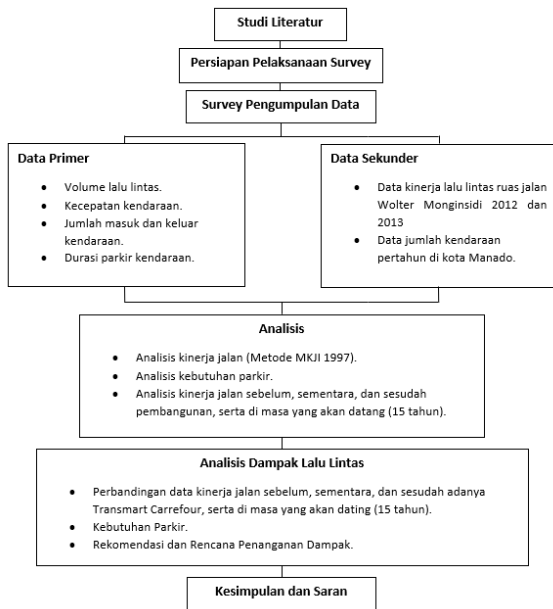 Studi Literatur
Persiapan Pelaksanaan Survey
Survey Pengumpulan Data
Data Primer
• Volume lalu lintas.
• Kecepatan kendaraan.
• Jumlah masuk dan keluar
kendaraan.
• Durasi parkir kendaraan.
Data Sekunder
• Data kinerja lalu lintas ruas jalan
Wolter Monginsidi 2012 dan
2013
• Data jumlah kendaraan
pertahun di kota Manado.
Analisis
• Analisis kinerja jalan (Metode MKJI 1997).
• Analisis kebutuhan parkir.
• Analisis kinerja jalan sebelum, sementara, dan sesudah
pembangunan, serta di masa yang akan datang (15 tahun).
Analisis Dampak Lalu Lintas
• Perbandingan data kinerja jalan sebelum, sementara, dan sesudah adanya
Transmart Carrefour, serta di masa yang akan dating (15 tahun).
• Kebutuhan Parkir.
• Rekomendasi dan Rencana Penanganan Dampak.
Kesimpulan dan Saran